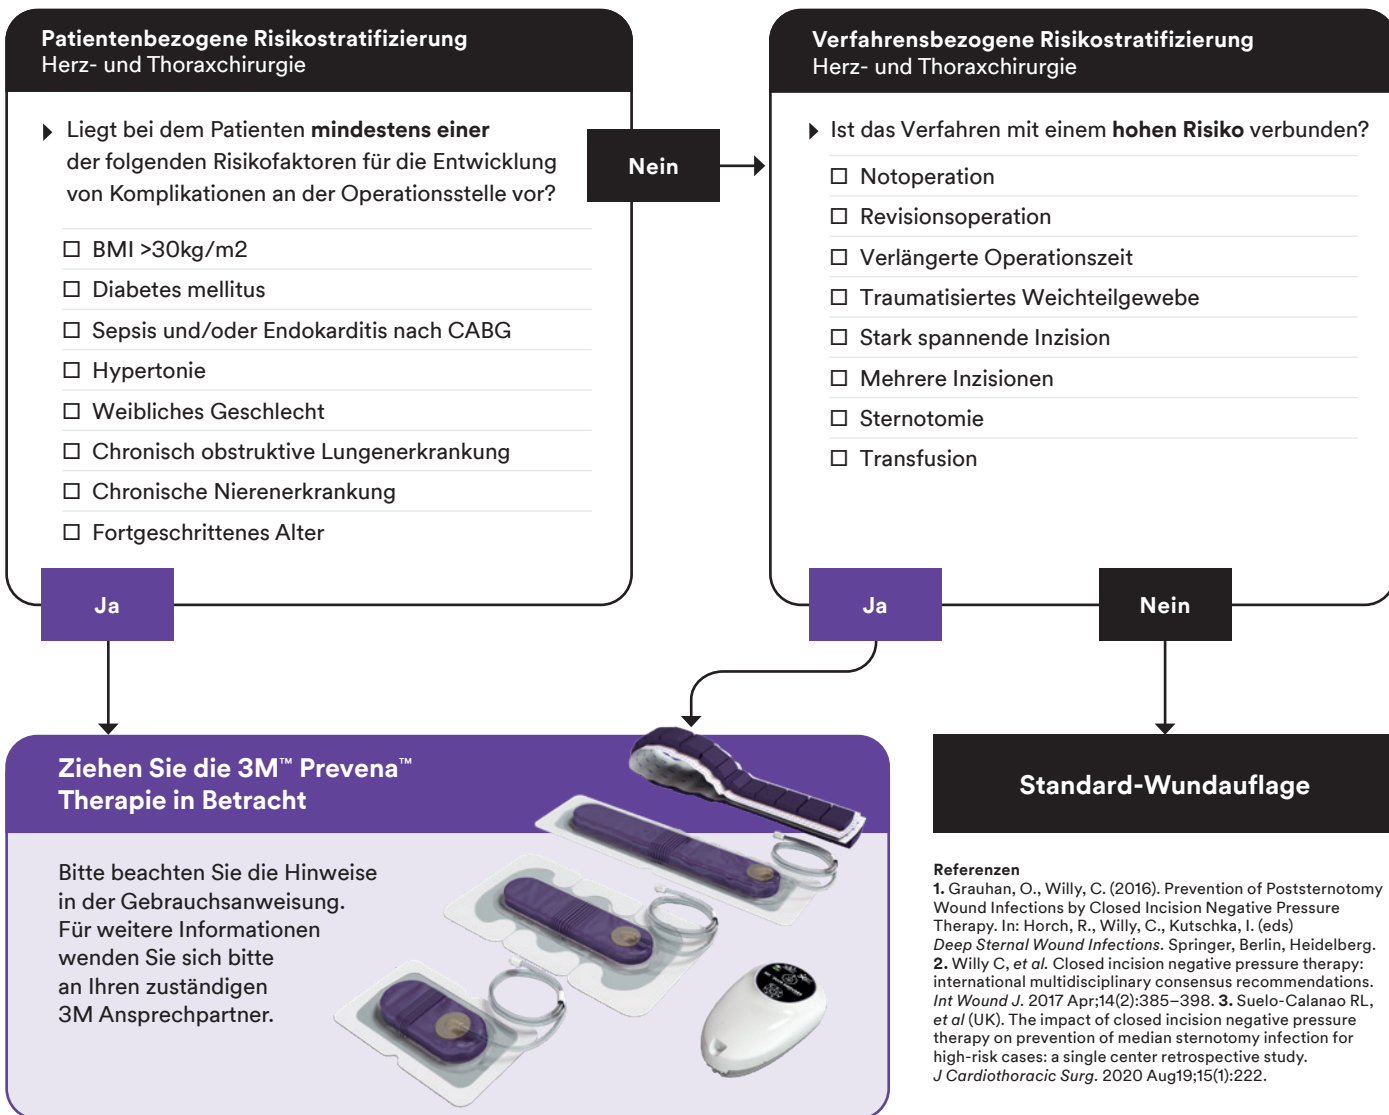 Patientenbezogene Risikostratifizierung
Herz- und Thoraxchirurgie
Liegt bei dem Patienten mindestens einer
der folgenden Risikofaktoren für die Entwicklung
von Komplikationen an der Operationsstelle vor?
BMI >30kg/m2
Diabetes mellitus
Sepsis und/oder Endokarditis nach CABG
Hypertonie
Weibliches Geschlecht
Chronisch obstruktive Lungenerkrankung
Chronische Nierenerkrankung
Fortgeschrittenes Alter
Ja
Nein
Verfahrensbezogene Risikostratifizierung
Herz- und Thoraxchirurgie
Ist das Verfahren mit einem hohen Risiko verbunden?
Notoperation
Revisionsoperation
Verlängerte Operationszeit
Traumatisiertes Weichteilgewebe
Stark spannende Inzision
Mehrere Inzisionen
Sternotomie
Transfusion
Ja
Nein
Ziehen Sie die 3M™ Prevena™
Therapie in Betracht
Bitte beachten Sie die Hinweise
in der Gebrauchsanweisung.
Für weitere Informationen
wenden Sie sich bitte
an Ihren zuständigen
3M Ansprechpartner.
Standard-Wundauflage
Referenzen
1. Grauhan, O., Willy, C. (2016). Prevention of Poststernotomy
Wound Infections by Closed Incision Negative Pressure
Therapy. In: Horch, R., Willy, C., Kutschka, I. (eds)
Deep Sternal Wound Infections. Springer, Berlin, Heidelberg.
2. Willy C, et al. Closed incision negative pressure therapy:
international multidisciplinary consensus recommendations.
Int Wound J. 2017 Apr;14(2):385–398. 3. Suelo-Calanao RL,
et al (UK). The impact of closed incision negative pressure
therapy on prevention of median sternotomy infection for
high-risk cases: a single center retrospective study.
J Cardiothoracic Surg. 2020 Aug19;15(1):222.